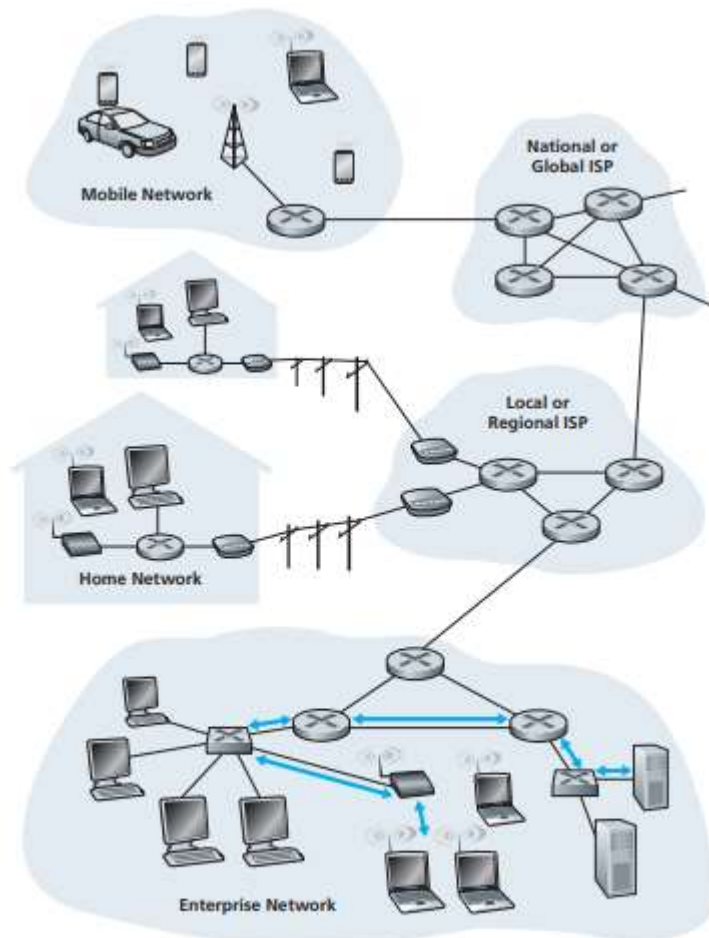 National or
Global ISP
Mobile Network
Local or
Regional ISP
Home Network
Enterprise Network